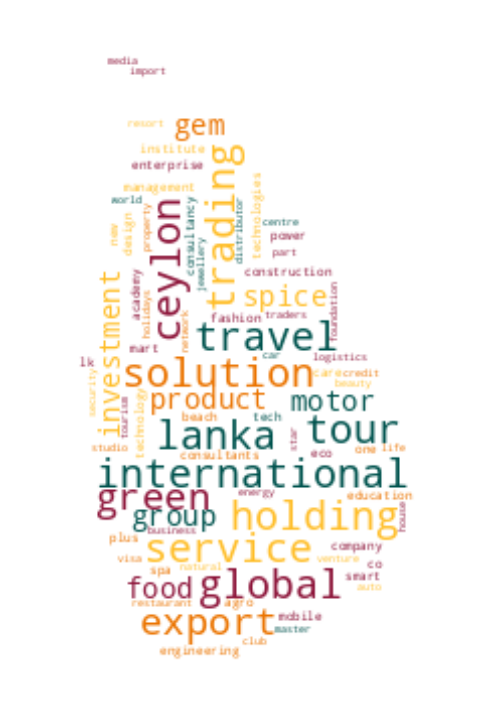 media
import
resort
gem
institute
trading
enterprise
management
technologies
world
ceylon
consultancy
distributor
property
new
design
jewellery
centre
power
part
construction
academy
holidays
investment
spice
foundation
network
fashion
traders
travel
mart
car
logistics
lk
solution
care
credit
beauty
security
technology
tourism
product
motor
beach
tech
lanka
tour
star
studio
consultants
eco
one
life
international
green
energy
education
group
holding
house
business
plus
service
company
visa
spa
natural
venture
co
smart
food
global
auto
restaurant
agro
export
mobile
master
club
engineering